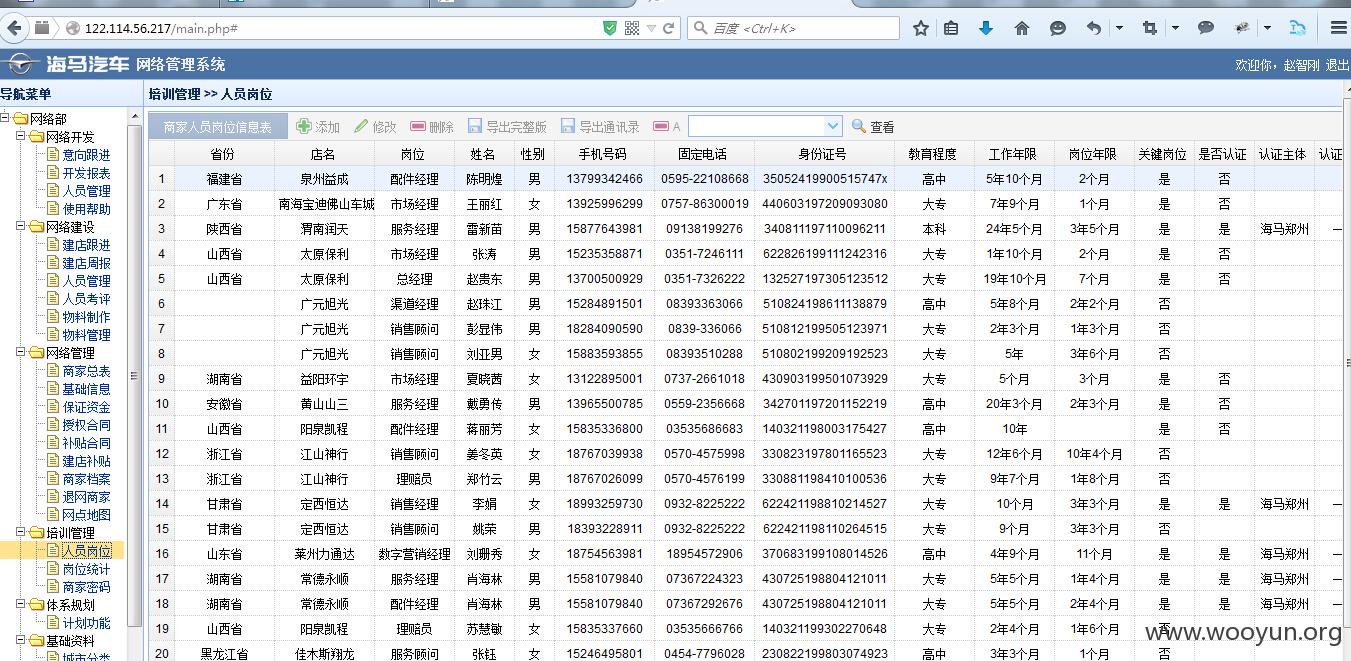 122.114.56.217/main.php#
百度 <Ctrl+K>
海马汽车 网络管理系统
欢迎你，赵智刚 退出
导航菜单
培训管理 >> 人员岗位
网络部
网络开发
意向跟进
开发报表
人员管理
使用帮助
网络建设
建店跟进
建店周报
人员管理
人员考评
物料制作
物料管理
网络管理
商家总表
基础信息
保证资金
授权合同
补贴合同
建店补贴
商家档案
退网商家
网点地图
培训管理
人员岗位
岗位统计
商家密码
体系规划
计划功能
基础资料
城市分类
商家人员岗位信息表 添加 修改 删除 导出完整版 导出通讯录 A 查看
省份 店名 岗位 姓名 性别 手机号码 固定电话 身份证号 教育程度 工作年限 岗位年限 关键岗位 是否认证 认证主体 认证
1 福建省 泉州益成 配件经理 陈明煌 男 13799342466 0595-22108668 35052419900515747x 高中 5年10个月 2个月 是 否
2 广东省 南海宝迪佛山车城 市场经理 王丽红 女 13925996299 0757-86300019 440603197209093080 大专 7年9个月 1个月 是 否
3 陕西省 渭南润天 服务经理 雷新苗 男 15877643981 09138199276 340811197110096211 本科 24年5个月 3年5个月 是 是 海马郑州 —
4 山西省 太原保利 市场经理 张涛 男 15235358871 0351-7246111 622826199111242316 大专 1年10个月 2个月 是 否
5 山西省 太原保利 总经理 赵贵东 男 13700500929 0351-7326222 132527197305123512 大专 19年10个月 7个月 是 否
6 广元旭光 渠道经理 赵珠江 男 15284891501 08393363066 510824198611138879 高中 5年8个月 2年2个月 否
7 广元旭光 销售顾问 彭显伟 男 18284090590 0839-336066 510812199505123971 大专 2年3个月 1年3个月 否
8 广元旭光 销售顾问 刘亚男 女 15883593855 08393510288 510802199209192523 大专 5年 3年6个月 否
9 湖南省 益阳环宇 市场经理 夏晓茜 女 13122895001 0737-2661018 430903199501073929 大专 5个月 3个月 是 否
10 安徽省 黄山山三 服务经理 戴勇传 男 13965500785 0559-2356668 342701197201152219 高中 20年3个月 2年3个月 是 否
11 山西省 阳泉凯程 配件经理 蒋丽芳 女 15835336800 03535686683 140321198003175427 高中 10年 是 否
12 浙江省 江山神行 销售顾问 姜冬英 女 18767039938 0570-4575998 330823197801165523 大专 12年6个月 10年4个月 否
13 浙江省 江山神行 理赔员 郑竹云 男 18767026099 0570-4576199 330881198410100536 大专 9年7个月 1年8个月 否
14 甘肃省 定西恒达 销售经理 李娟 女 18993259730 0932-8225222 622421198810214527 大专 10个月 3年3个月 是 是 海马郑州 —
15 甘肃省 定西恒达 销售顾问 姚荣 男 18393228911 0932-8225222 622421198110264515 大专 9个月 3年3个月 否
16 山东省 莱州力通达 数字营销经理 刘珊秀 女 18754563981 18954572906 370683199108014526 高中 4年9个月 11个月 是 是 海马郑州 —
17 湖南省 常德永顺 服务经理 肖海林 男 15581079840 07367224323 430725198804121011 大专 5年5个月 1年4个月 是 是 海马郑州 —
18 湖南省 常德永顺 配件经理 肖海林 男 15581079840 07367292676 430725198804121011 大专 5年5个月 2年4个月 是 是 海马郑州 —
19 山西省 阳泉凯程 理赔员 苏慧敏 女 15835337660 03535666766 140321199302270648 大专 2年4个月 1年6个月 否
20 黑龙江省 佳木斯翔龙 服务顾问 张钰 女 15246495801 0454-7796028 230822199803074923 高中 3年3个月 1个月 否
www.wooyun.org